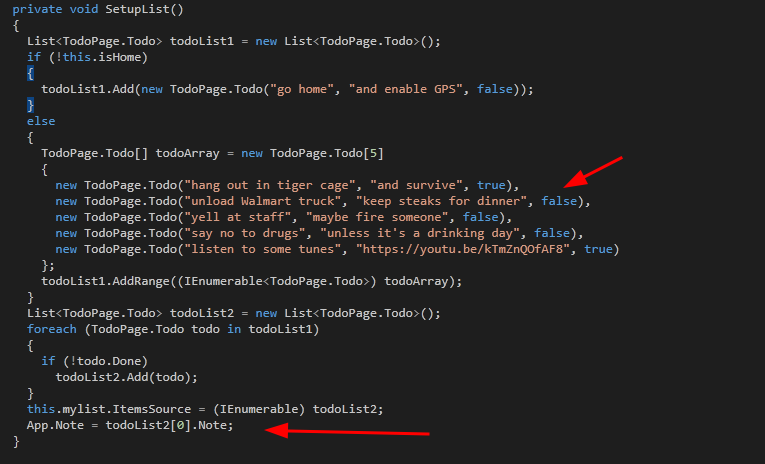 private void SetupList()
{
List<TodoPage.Todo> todoList1 = new List<TodoPage.Todo>();
if (!this.isHome)
{
todoList1.Add(new TodoPage.Todo("go home", "and enable GPS", false));
}
else
{
TodoPage.Todo[] todoArray = new TodoPage.Todo[5]
{
new TodoPage.Todo("hang out in tiger cage", "and survive", true),
new TodoPage.Todo("unload Walmart truck", "keep steaks for dinner", false),
new TodoPage.Todo("yell at staff", "maybe fire someone", false),
new TodoPage.Todo("say no to drugs", "unless it's a drinking day", false),
new TodoPage.Todo("listen to some tunes", "https://youtu.be/kTmZnQOfAF8", true)
};
todoList1.AddRange((IEnumerable<TodoPage.Todo>) todoArray);
}
List<TodoPage.Todo> todoList2 = new List<TodoPage.Todo>();
foreach (TodoPage.Todo todo in todoList1)
{
if (!todo.Done)
todoList2.Add(todo);
}
this.mylist.ItemsSource = (IEnumerable) todoList2;
App.Note = todoList2[0].Note;
}